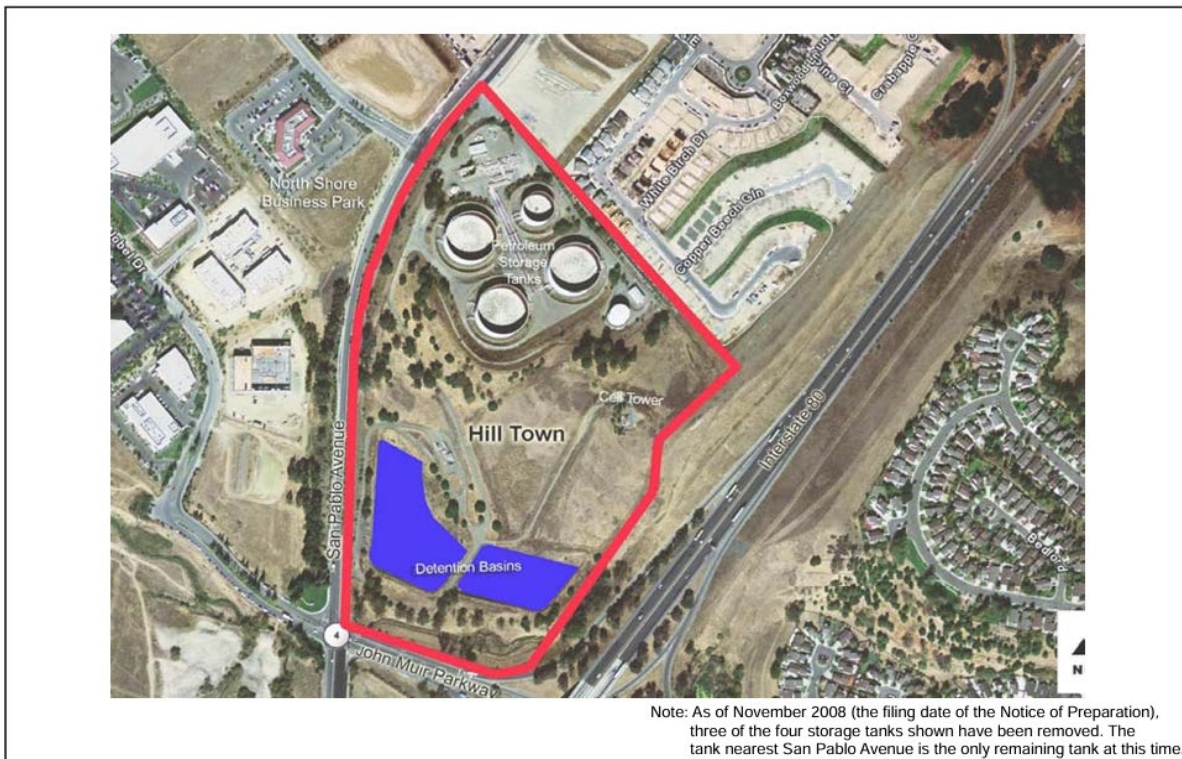 Boxwood
Crabapple
White Birch Dr
North Shore
Business Park
Petroleum
Storage
Tanks
Copper Beech Gln
Cell Tower
Hill Town
Interstate 80
San Pablo Avenue
Detention Basins
4
John Muir Parkway
N
Note: As of November 2008 (the filing date of the Notice of Preparation),
three of the four storage tanks shown have been removed. The
tank nearest San Pablo Avenue is the only remaining tank at this time.